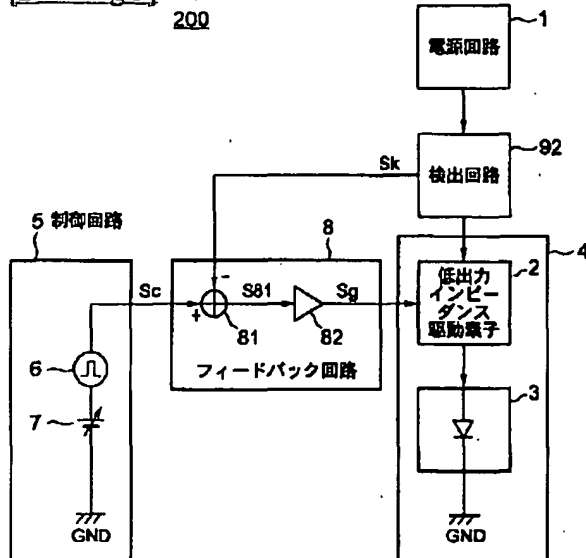 200
電源回路
1
検出回路
92
Sk
5 制御回路
8
4
低出力
インピー
ダンス
駆動素子
2
Sc
-
+
81
S81
82
Sg
フィードバック回路
6
7
3
GND
GND